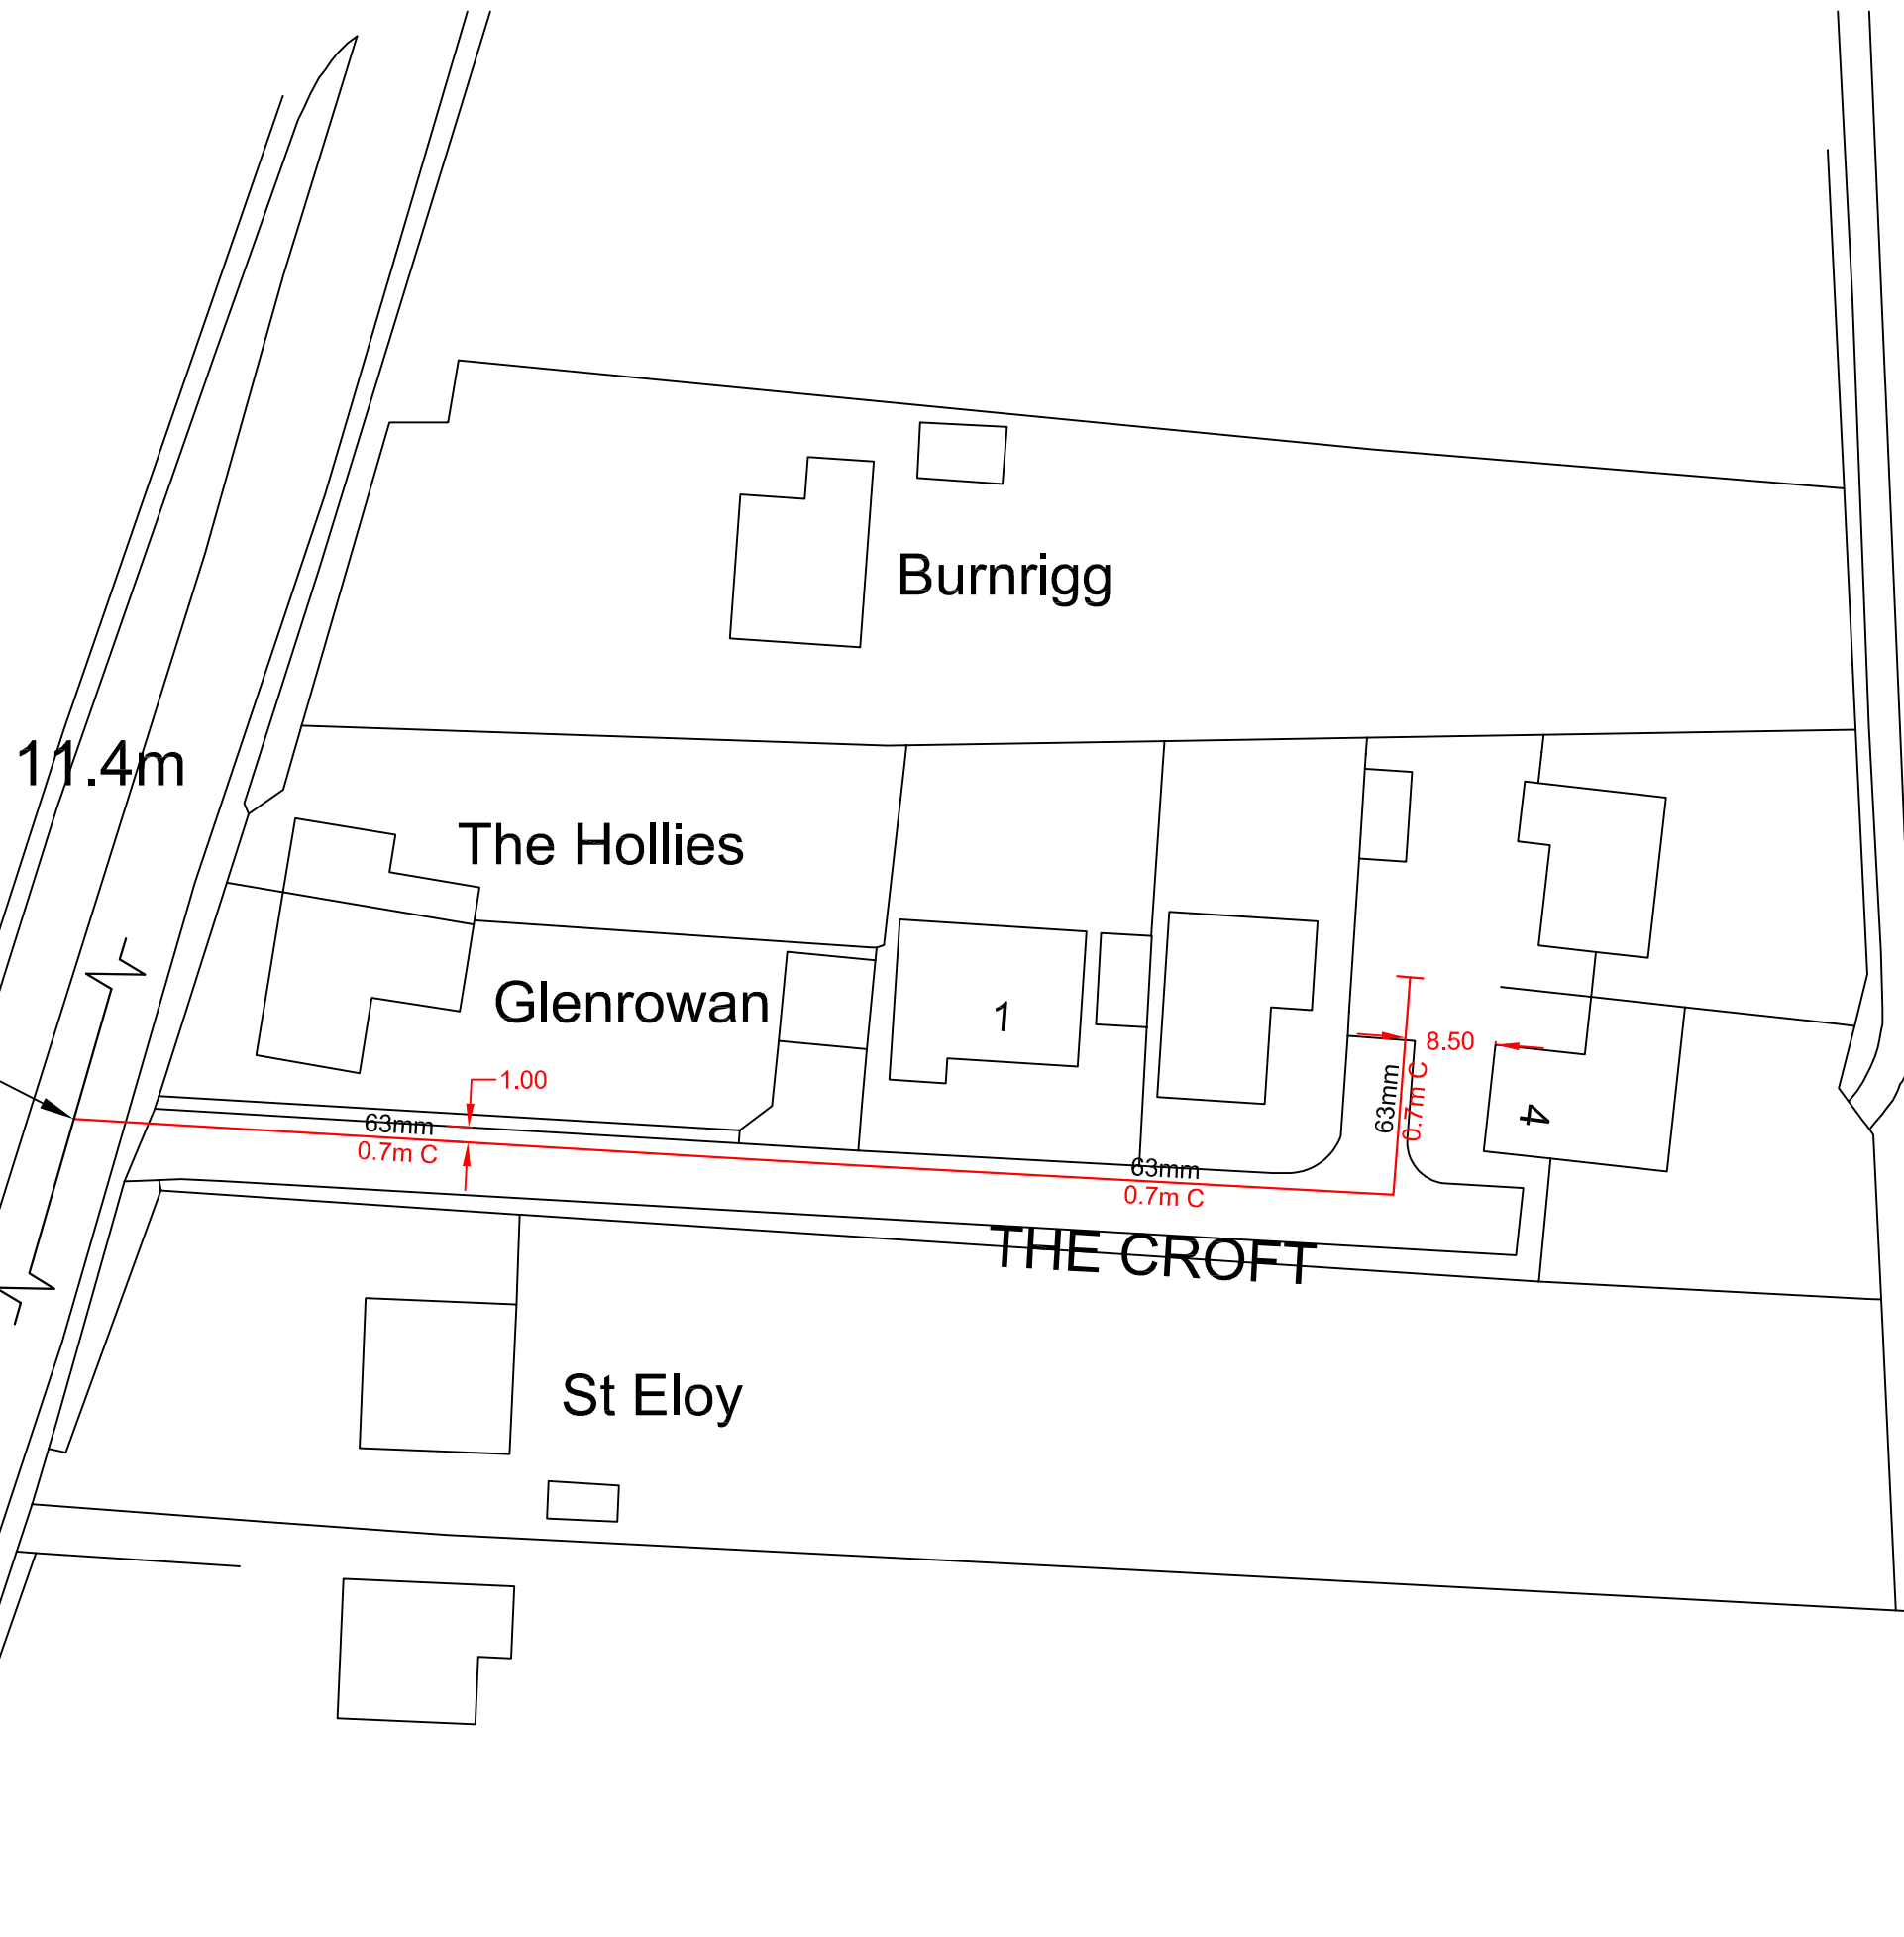 Burnrigg
11.4m
The Hollies
Glenrowan
1
8.50
1.00
63mm
0.7m C
63mm
0.7m C
4
63mm
0.7m C
THE CROFT
St Eloy